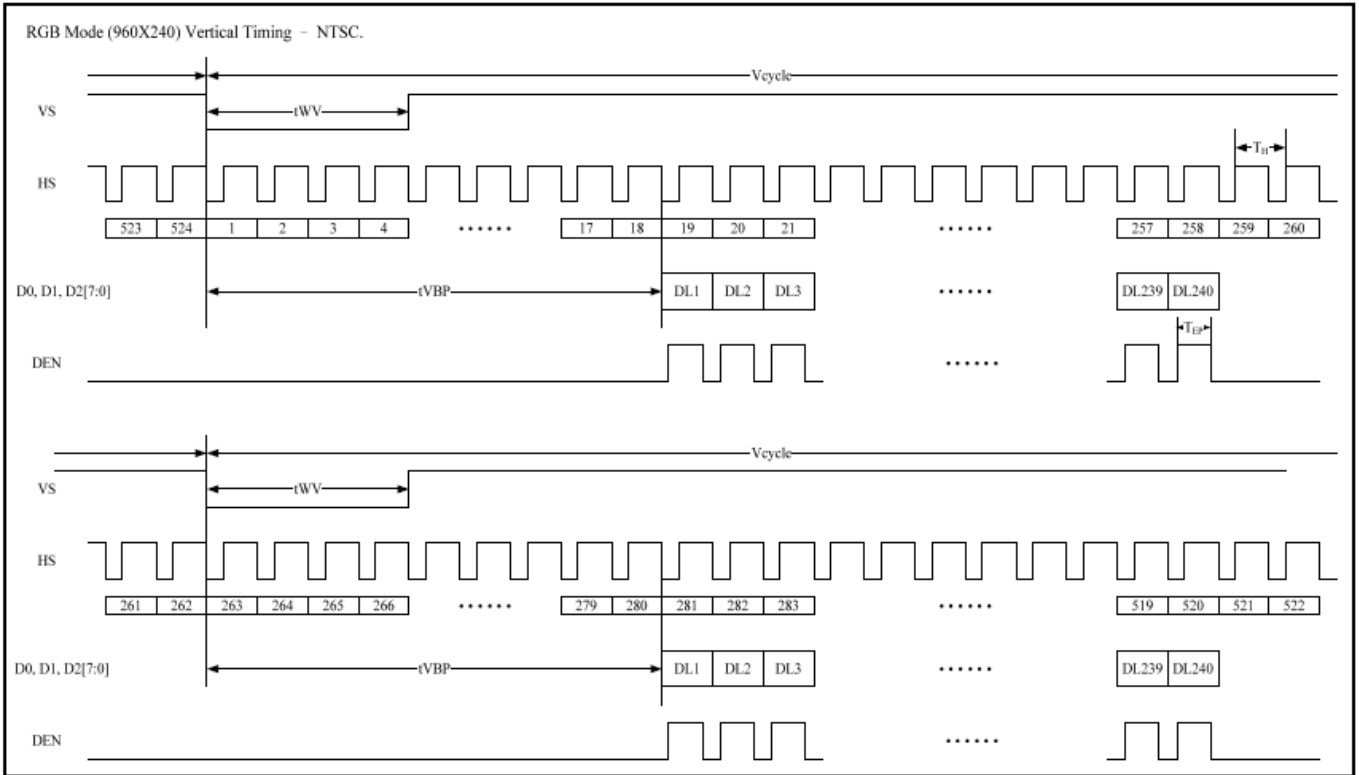 RGB Mode (960X240) Vertical Timing – NTSC.
Vcycle
VS
tWV
HS
T_H
523 524 1 2 3 4 ...... 17 18 19 20 21 ...... 257 258 259 260
D0, D1, D2[7:0]
tVBP
DL1 DL2 DL3 ...... DL239 DL240
T_EP
DEN ......
Vcycle
VS
tWV
HS
261 262 263 264 265 266 ...... 279 280 281 282 283 ...... 519 520 521 522
D0, D1, D2[7:0]
tVBP
DL1 DL2 DL3 ...... DL239 DL240
DEN ......